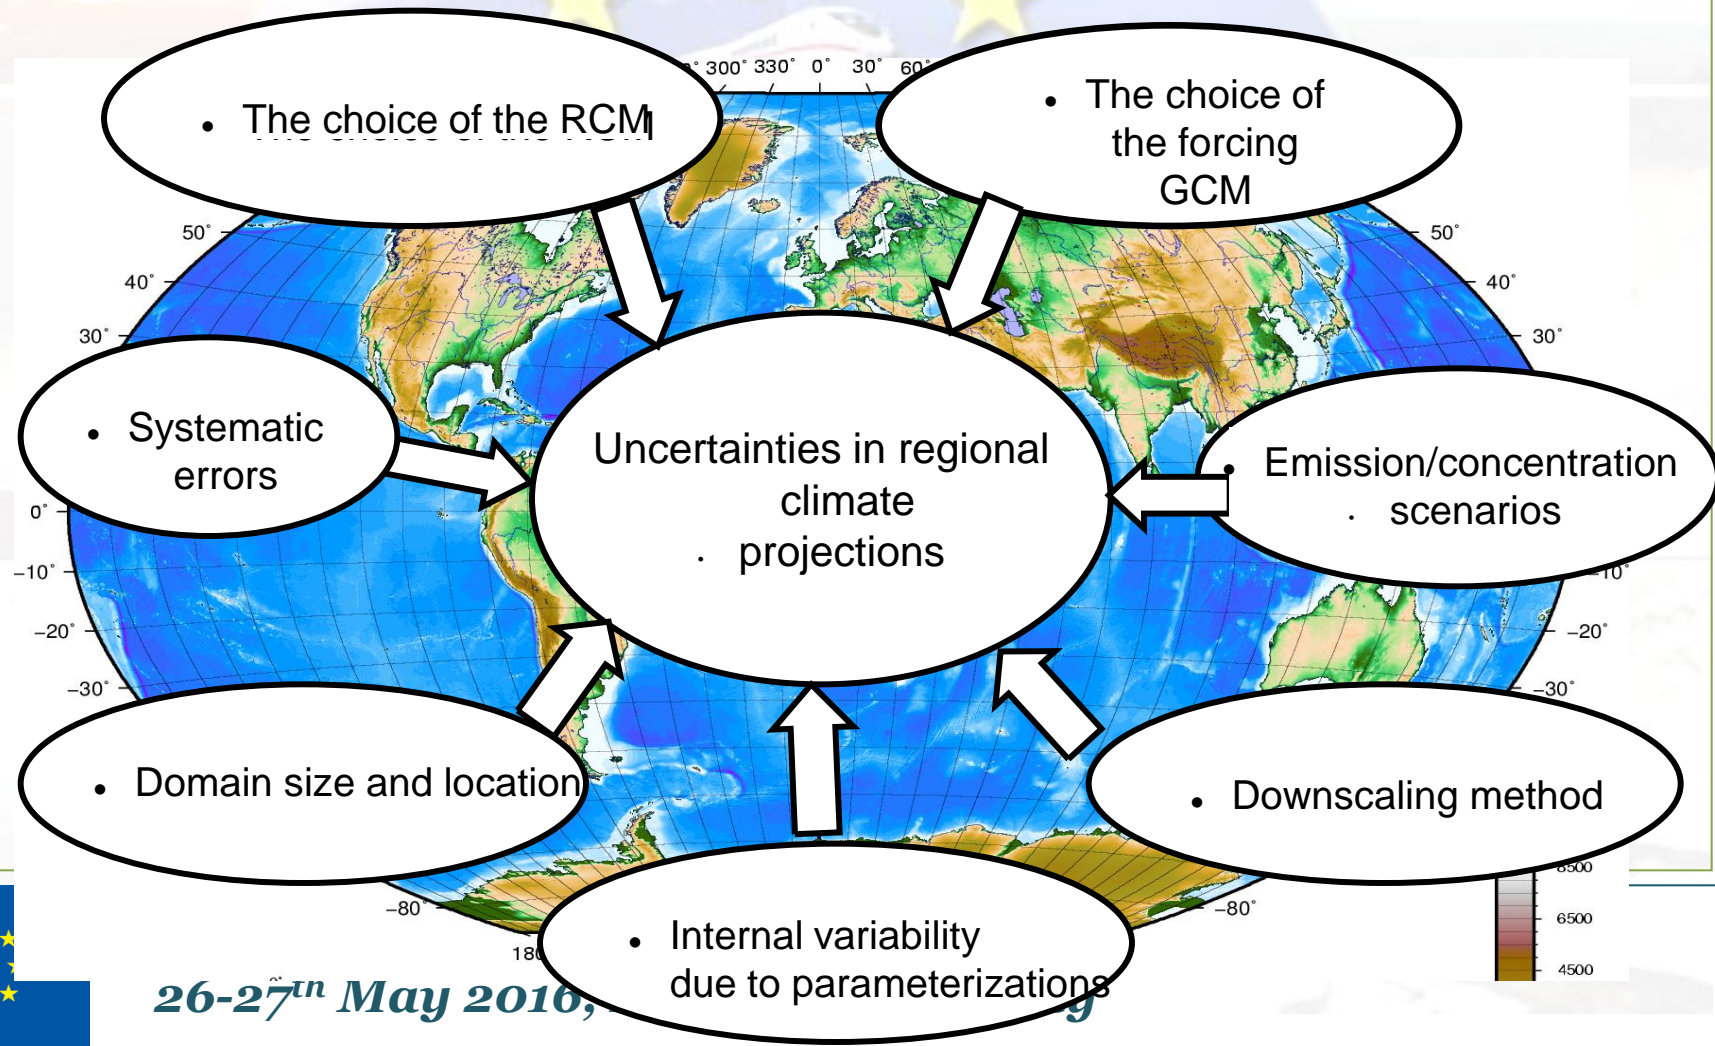 300˚ 330˚ 0˚ 30˚ 60˚
• The choice of the RCM
• The choice of
the forcing
GCM
50˚
50˚
40˚
40˚
30˚
30˚
• Systematic
errors
Uncertainties in regional
climate
• projections
• Emission/concentration
• scenarios
0˚
−10˚
−10˚
−20˚
−20˚
−30˚
−30˚
• Domain size and location
• Downscaling method
8500
−80˚
−80˚
6500
• Internal variability
due to parameterizations
180
4500
26-27th May 2016,